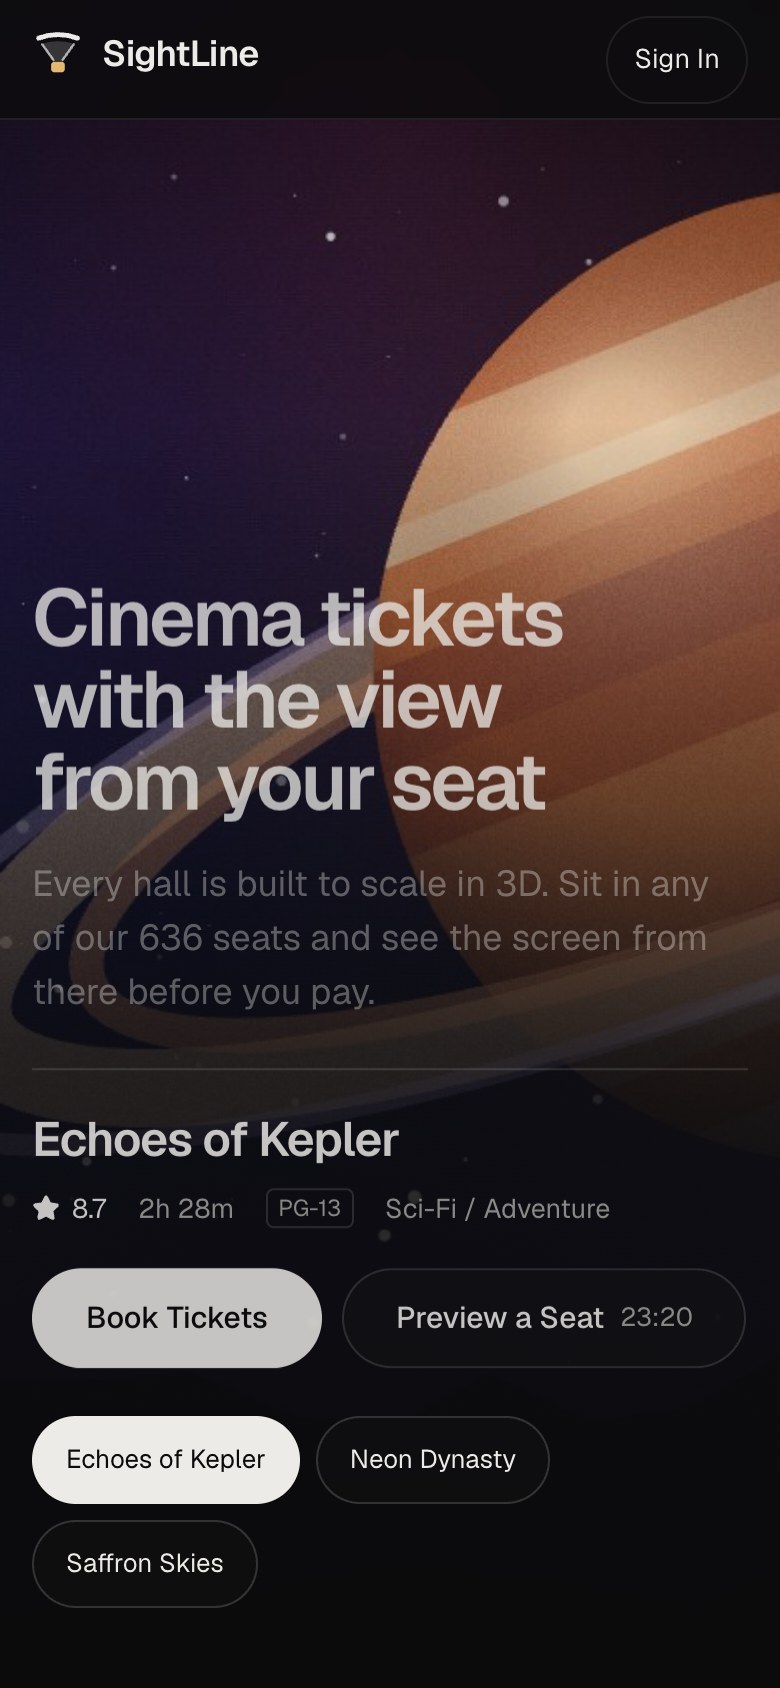 SightLine
Sign In
Cinema tickets
with the view
from your seat
Every hall is built to scale in 3D. Sit in any
of our 636 seats and see the screen from
there before you pay.
Echoes of Kepler
8.7 2h 28m PG-13 Sci-Fi / Adventure
Book Tickets
Preview a Seat 23:20
Echoes of Kepler
Neon Dynasty
Saffron Skies